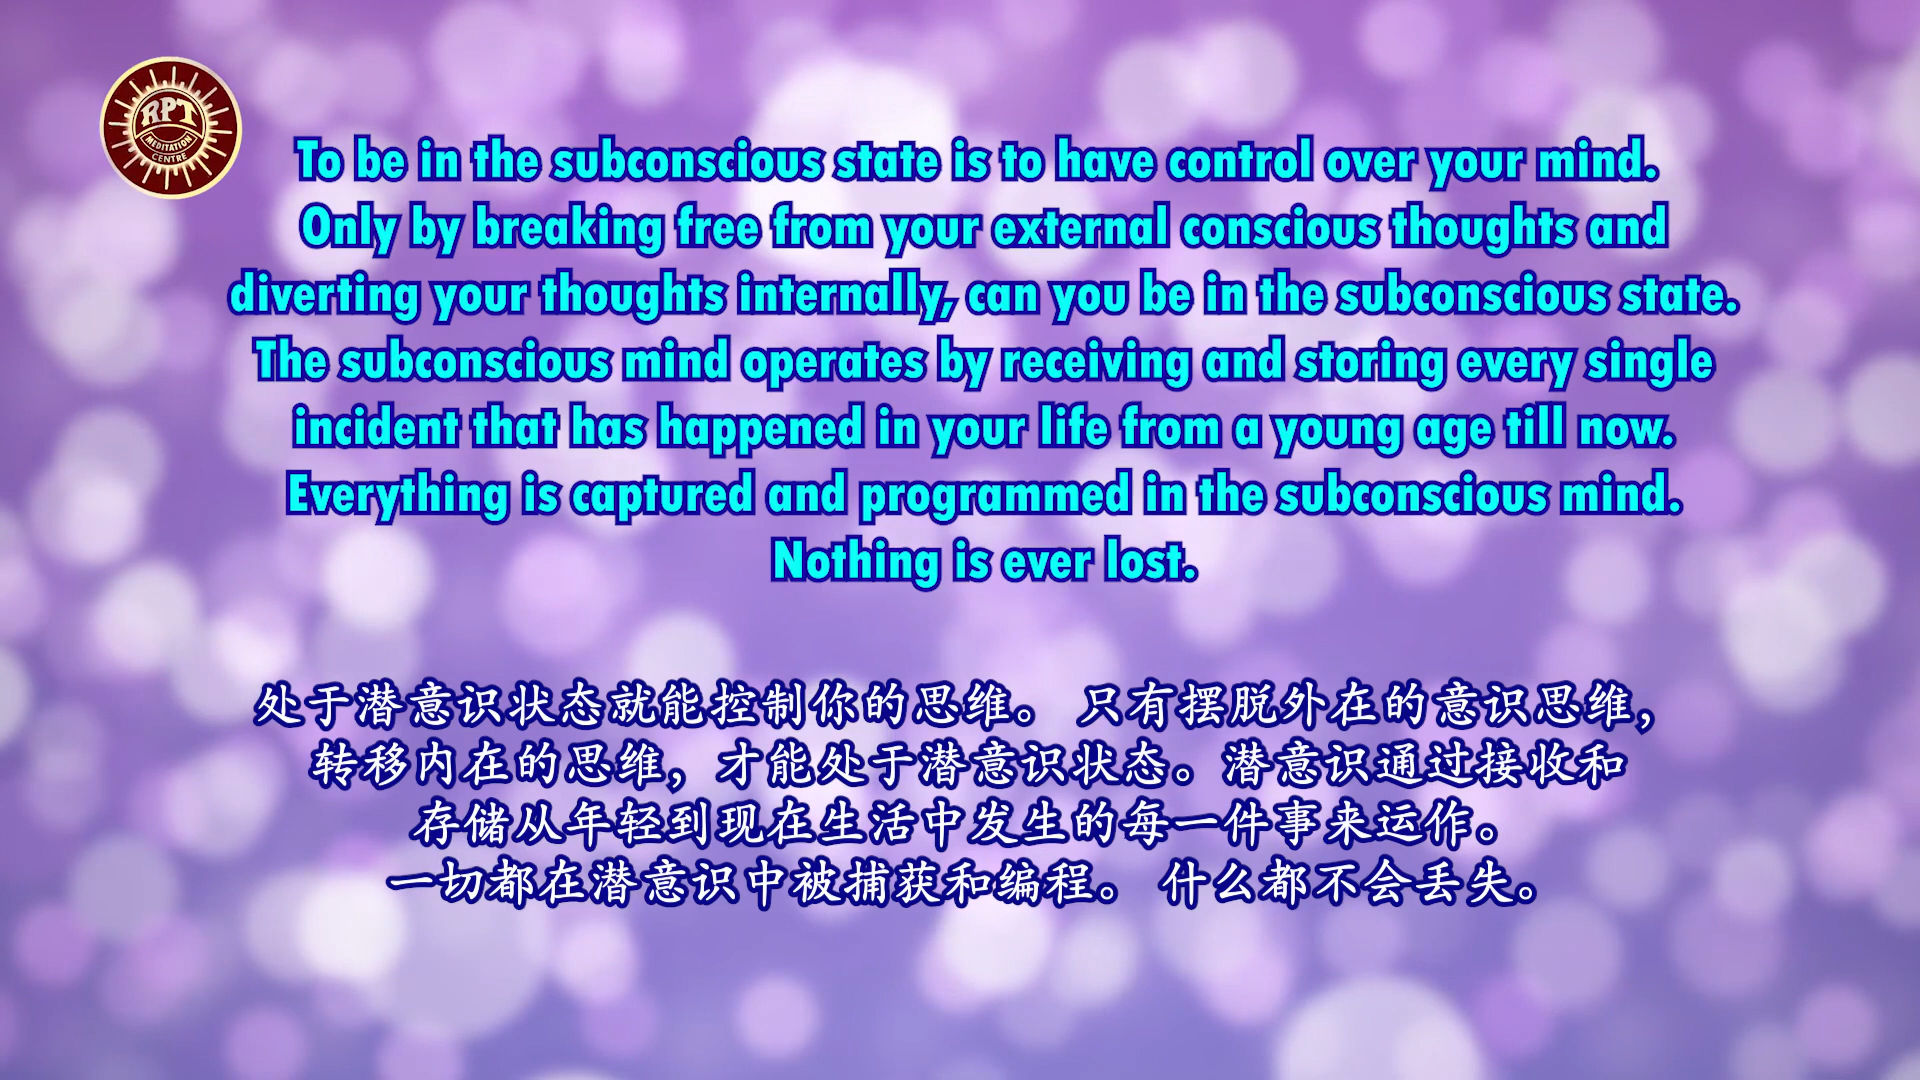 RPT
MEDITATION
CENTRE
To be in the subconscious state is to have control over your mind.
Only by breaking free from your external conscious thoughts and
diverting your thoughts internally, can you be in the subconscious state.
The subconscious mind operates by receiving and storing every single
incident that has happened in your life from a young age till now.
Everything is captured and programmed in the subconscious mind.
Nothing is ever lost.
处于潜意识状态就能控制你的思维。 只有摆脱外在的意识思维，
转移内在的思维，才能处于潜意识状态。潜意识通过接收和
存储从年轻到现在生活中发生的每一件事来运作。
一切都在潜意识中被捕获和编程。 什么都不会丢失。